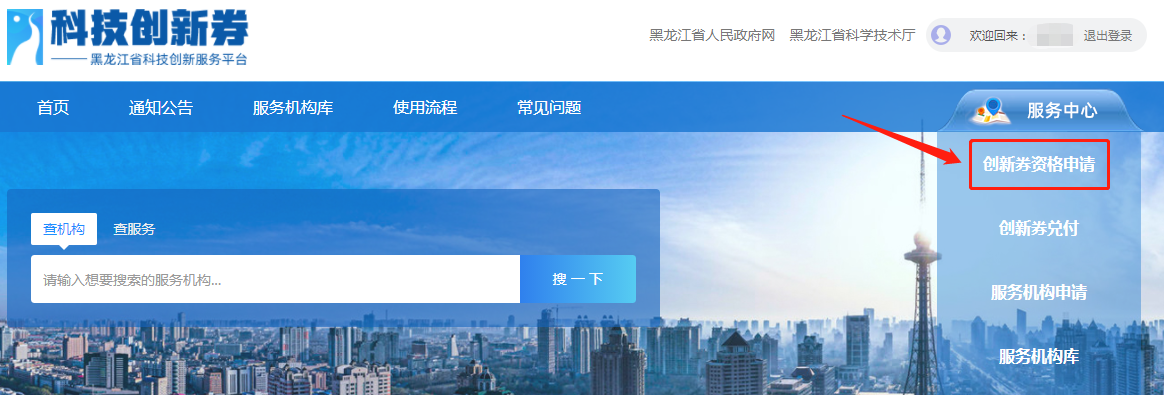 科技创新券
黑龙江省科技创新服务平台
黑龙江省人民政府网 黑龙江省科学技术厅 欢迎回来： 退出登录
首页 通知公告 服务机构库 使用流程 常见问题 服务中心
创新券资格申请
查机构 查服务
创新券兑付
请输入想要搜索的服务机构... 搜一下
服务机构申请
服务机构库